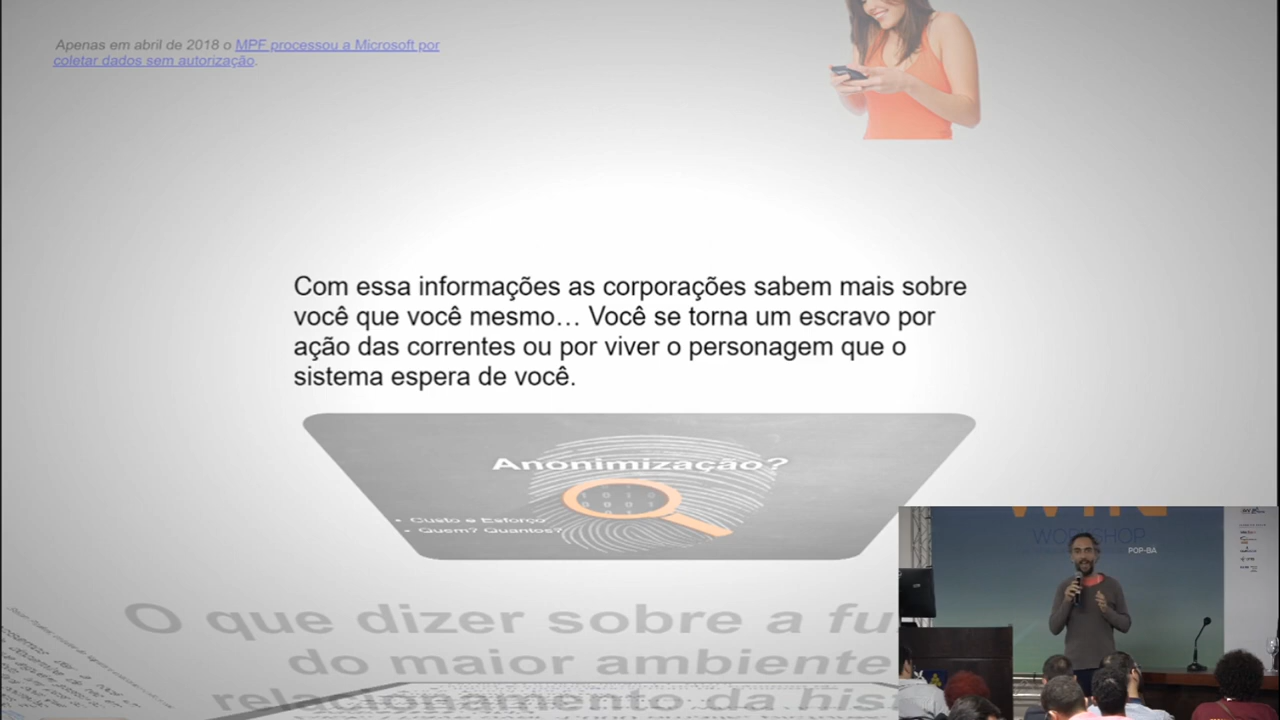 Apenas em abril de 2018 o MPF processou a Microsoft por
coletar dados sem autorização.
Com essa informações as corporações sabem mais sobre
você que você mesmo… Você se torna um escravo por
ação das correntes ou por viver o personagem que o
sistema espera de você.
Anonimização?
• Custo e Esforço
• Quem? Quantos?
O que dizer sobre a fu
do maior ambiente
relacionamento da his
WORKSHOP
POP-BA